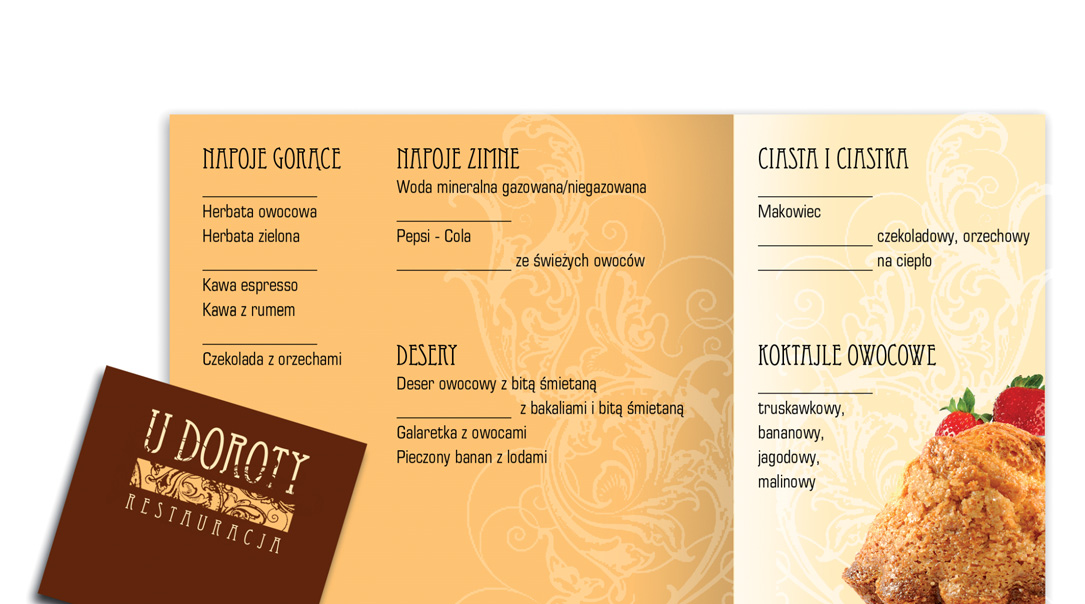 NAPOJE GORĄCE
Herbata owocowa
Herbata zielona
Kawa espresso
Kawa z rumem
Czekolada z orzechami
NAPOJE ZIMNE
Woda mineralna gazowana/niegazowana
Pepsi - Cola
ze świeżych owoców
DESERY
Deser owocowy z bitą śmietaną
z bakaliami i bitą śmietaną
Galaretka z owocami
Pieczony banan z lodami
CIASTA I CIASTKA
Makowiec
czekoladowy, orzechowy
na ciepło
KOKTAJLE OWOCOWE
truskawkowy,
bananowy,
jagodowy,
malinowy
U DOROTY
RESTAURACJA